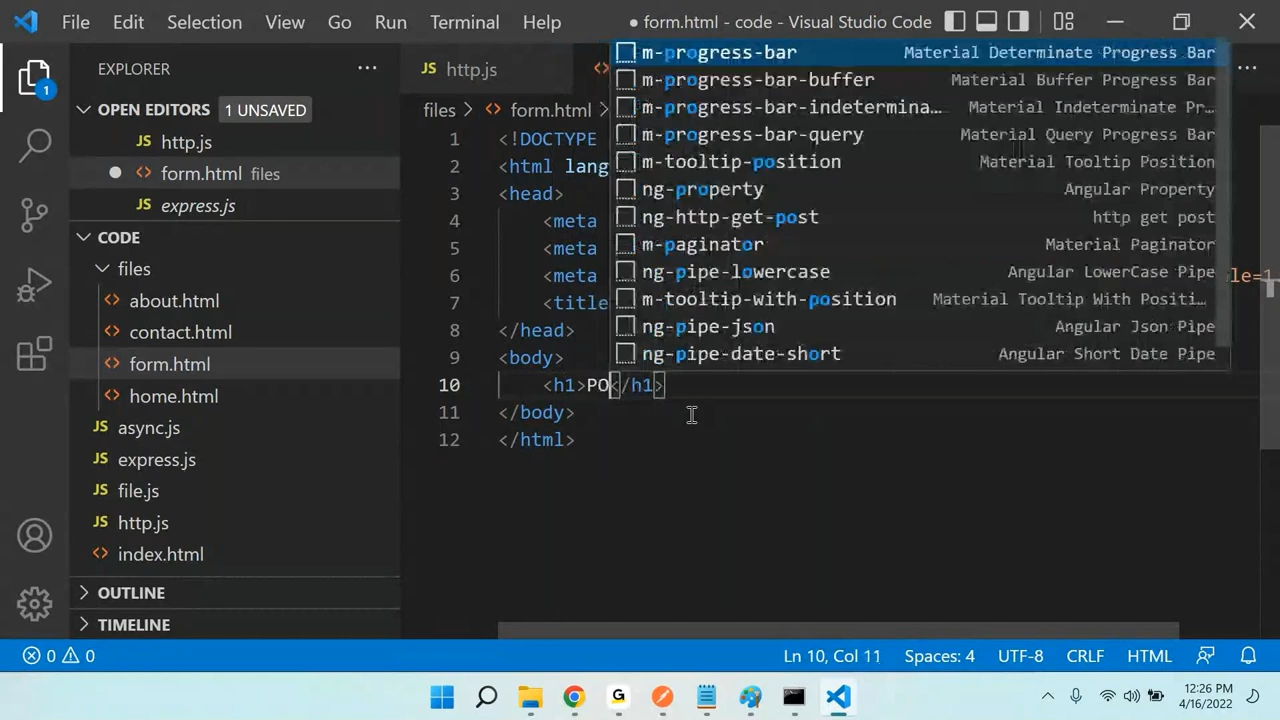 File Edit Selection View Go Run Terminal Help
● form.html - code - Visual Studio Code
EXPLORER
OPEN EDITORS 1 UNSAVED
JS http.js
● <> form.html files
JS express.js
CODE
files
<> about.html
<> contact.html
<> form.html
<> home.html
JS async.js
JS express.js
JS file.js
JS http.js
<> index.html
OUTLINE
TIMELINE
1
JS http.js
files > <> form.html >
1 <!DOCTYPE
2 <html lang
3 <head>
4 <meta
5 <meta
6 <meta le=1
7 <title
8 </head>
9 <body>
10 <h1>PO</h1>
11 </body>
12 </html>
m-progress-bar Material Determinate Progress Bar
m-progress-bar-buffer Material Buffer Progress Bar
m-progress-bar-indetermina… Material Indeterminate Pr…
m-progress-bar-query Material Query Progress Bar
m-tooltip-position Material Tooltip Position
ng-property Angular Property
ng-http-get-post http get post
m-paginator Material Paginator
ng-pipe-lowercase Angular LowerCase Pipe
m-tooltip-with-position Material Tooltip With Positi…
ng-pipe-json Angular Json Pipe
ng-pipe-date-short Angular Short Date Pipe
0 0 Ln 10, Col 11 Spaces: 4 UTF-8 CRLF HTML
G
12:26 PM
4/16/2022